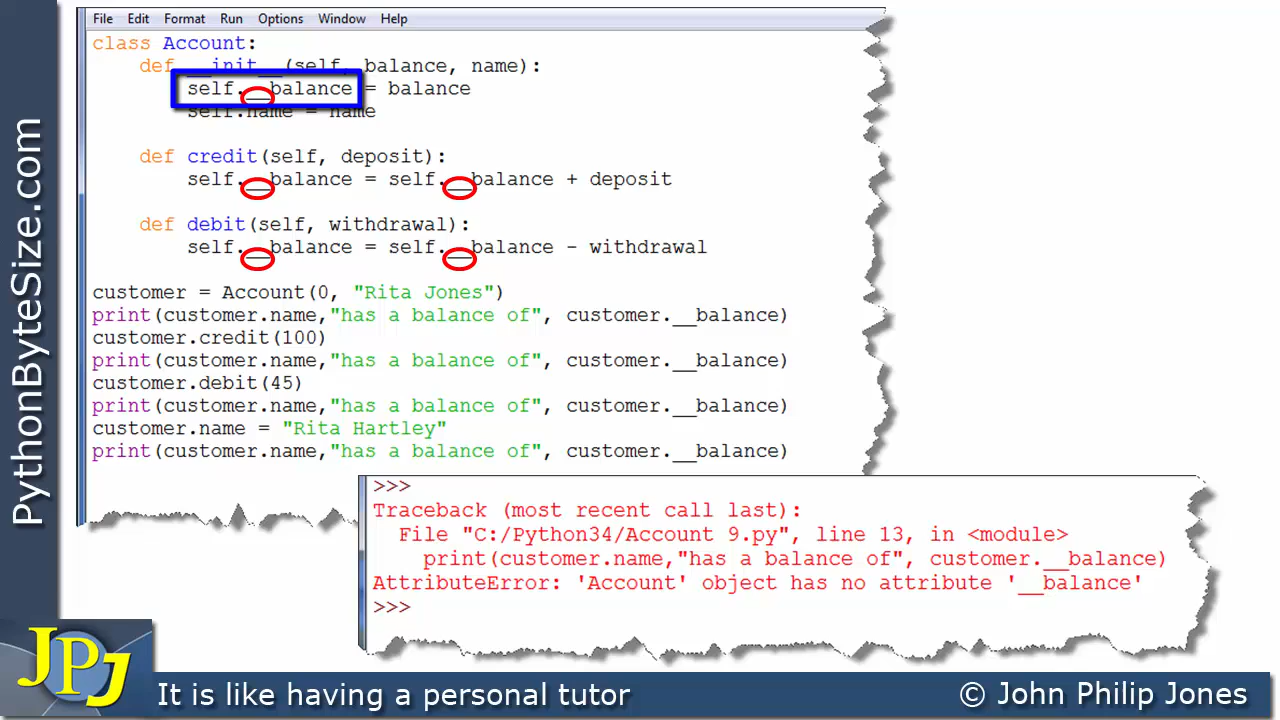 File Edit Format Run Options Window Help
class Account:
def __init__(self, balance, name):
self.__balance = balance
self.name = name
def credit(self, deposit):
self.__balance = self.__balance + deposit
def debit(self, withdrawal):
self.__balance = self.__balance - withdrawal
customer = Account(0, "Rita Jones")
print(customer.name,"has a balance of", customer.__balance)
customer.credit(100)
print(customer.name,"has a balance of", customer.__balance)
customer.debit(45)
print(customer.name,"has a balance of", customer.__balance)
customer.name = "Rita Hartley"
print(customer.name,"has a balance of", customer.__balance)
>>>
Traceback (most recent call last):
File "C:/Python34/Account 9.py", line 13, in <module>
print(customer.name,"has a balance of", customer.__balance)
AttributeError: 'Account' object has no attribute '__balance'
>>>
PythonByteSize.com
JPJ
It is like having a personal tutor
© John Philip Jones